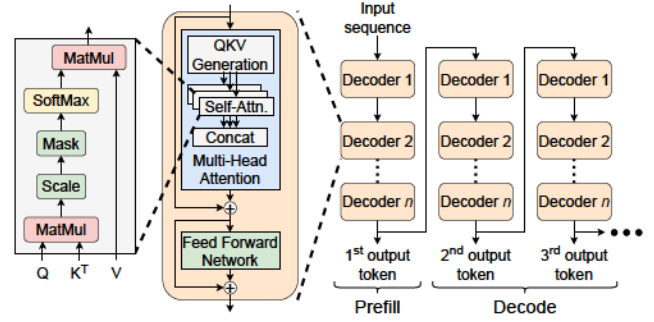 MatMul
SoftMax
Mask
Scale
MatMul
Q
K^T
V
QKV
Generation
Self-Attn.
Concat
Multi-Head
Attention
Feed Forward
Network
Input
sequence
Decoder 1
Decoder 2
Decoder n
1st output
token
Prefill
Decoder 1
Decoder 2
Decoder n
2nd output
token
Decoder 1
Decoder 2
Decoder n
3rd output
token
Decode